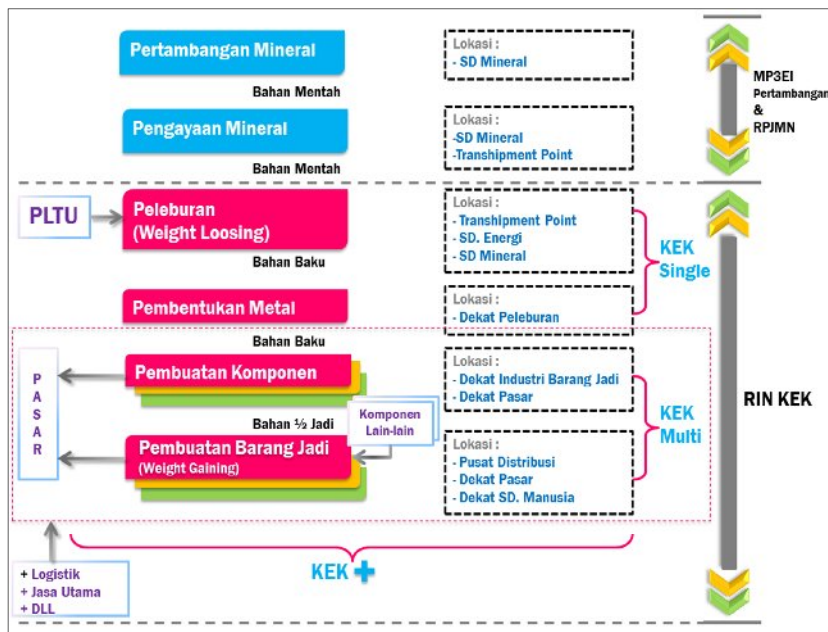 Pertambangan Mineral
Lokasi :
- SD Mineral
Bahan Mentah
MP3EI
Pertambangan
&
RPJMN
Pengayaan Mineral
Lokasi :
-SD Mineral
-Transhipment Point
Bahan Mentah
PLTU
Peleburan
(Weight Loosing)
Lokasi :
- Transhipment Point
- SD. Energi
- SD Mineral
Bahan Baku
KEK
Single
Pembentukan Metal
Lokasi :
- Dekat Peleburan
Bahan Baku
PASAR
Pembuatan Komponen
Lokasi :
- Dekat Industri Barang Jadi
- Dekat Pasar
Bahan ½ Jadi
Komponen
Lain-lain
KEK
Multi
RIN KEK
Pembuatan Barang Jadi
(Weight Gaining)
Lokasi :
- Pusat Distribusi
- Dekat Pasar
- Dekat SD. Manusia
+ Logistik
+ Jasa Utama
+ DLL
KEK +